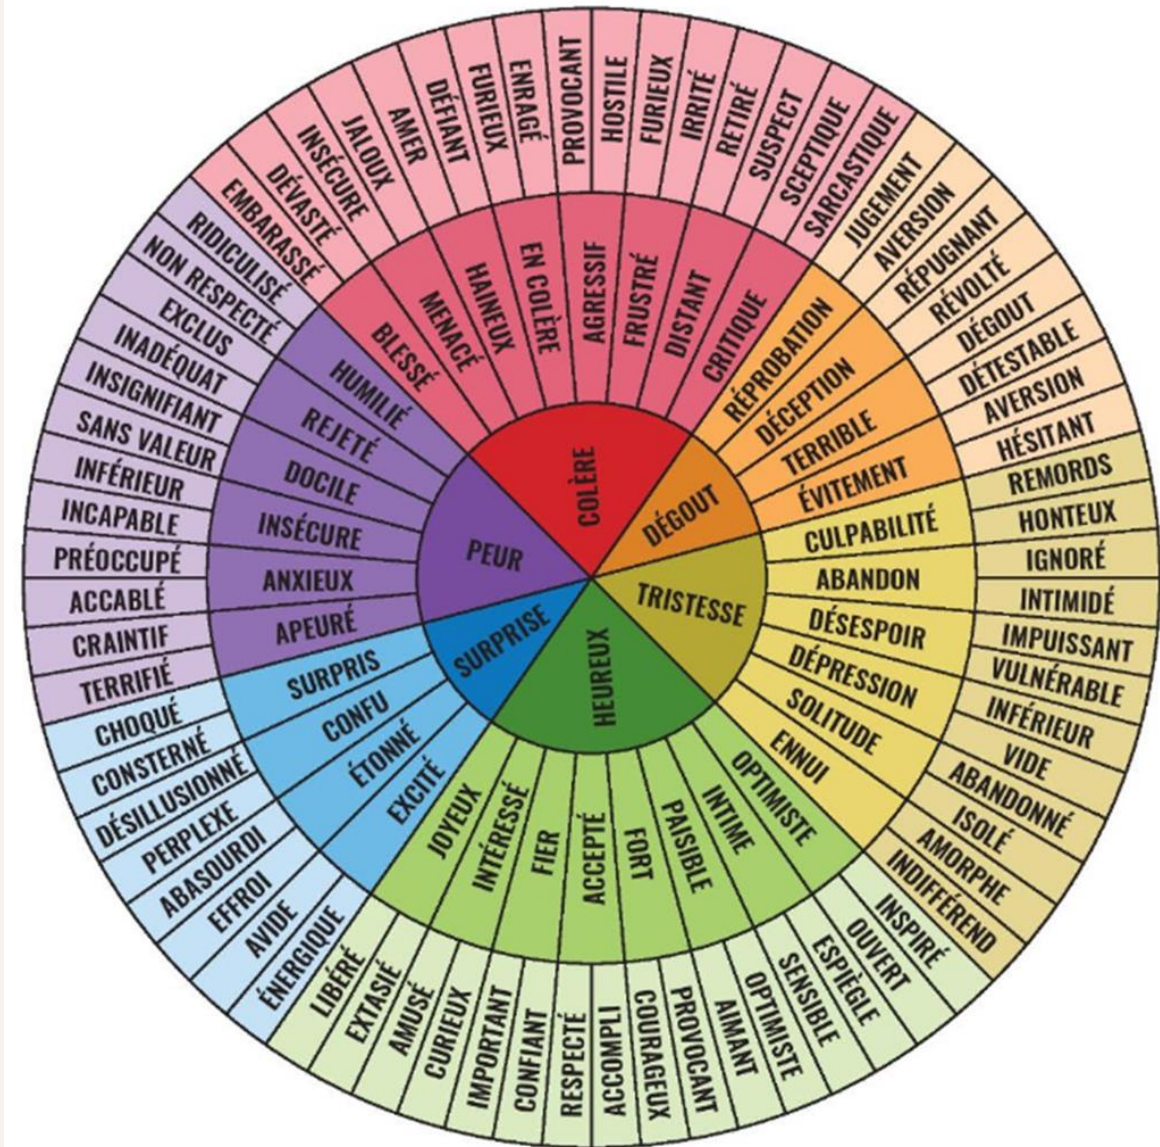 COLÈRE
DÉGOUT
TRISTESSE
HEUREUX
SURPRISE
PEUR
BLESSÉ
MENACÉ
HAINEUX
EN COLÈRE
AGRESSIF
FRUSTRÉ
DISTANT
CRITIQUE
RÉPROBATION
DÉCEPTION
TERRIBLE
ÉVITEMENT
CULPABILITÉ
ABANDON
DÉSESPOIR
DÉPRESSION
SOLITUDE
ENNUI
OPTIMISTE
INTIME
PAISIBLE
FORT
ACCEPTÉ
FIER
INTÉRESSÉ
JOYEUX
EXCITÉ
ÉTONNÉ
CONFU
SURPRIS
APEURÉ
ANXIEUX
INSÉCURE
DOCILE
REJETÉ
HUMILIÉ
EMBARASSÉ
DÉVASTÉ
INSÉCURE
JALOUX
AMER
DÉFIANT
FURIEUX
ENRAGÉ
PROVOCANT
HOSTILE
FURIEUX
IRRITÉ
RETIRÉ
SUSPECT
SCEPTIQUE
SARCASTIQUE
JUGEMENT
AVERSION
RÉPUGNANT
RÉVOLTÉ
DÉGOUT
DÉTESTABLE
AVERSION
HÉSITANT
REMORDS
HONTEUX
IGNORÉ
INTIMIDÉ
IMPUISSANT
VULNÉRABLE
INFÉRIEUR
VIDE
ABANDONNÉ
ISOLÉ
AMORPHE
INDIFFÉREND
INSPIRÉ
OUVERT
ESPIÈGLE
SENSIBLE
OPTIMISTE
AIMANT
PROVOCANT
COURAGEUX
ACCOMPLI
RESPECTÉ
CONFIANT
IMPORTANT
CURIEUX
AMUSÉ
EXTASIÉ
LIBÉRÉ
ÉNERGIQUE
AVIDE
EFFROI
ABASOURDI
PERPLEXE
DÉSILLUSIONNÉ
CONSTERNÉ
CHOQUÉ
TERRIFIÉ
CRAINTIF
ACCABLÉ
PRÉOCCUPÉ
INCAPABLE
INFÉRIEUR
SANS VALEUR
INSIGNIFIANT
INADÉQUAT
EXCLUS
NON RESPECTÉ
RIDICULISÉ